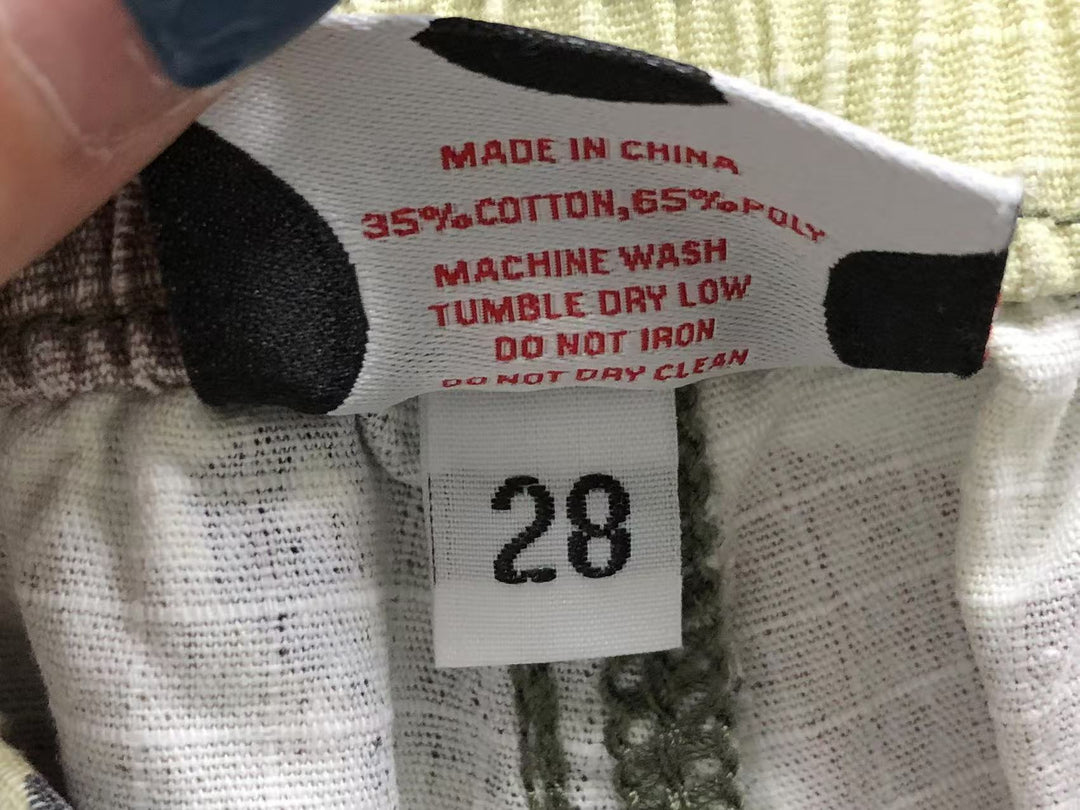 MADE IN CHINA
35%COTTON,65%POLY
MACHINE WASH
TUMBLE DRY LOW
DO NOT IRON
DO NOT DRY CLEAN
28